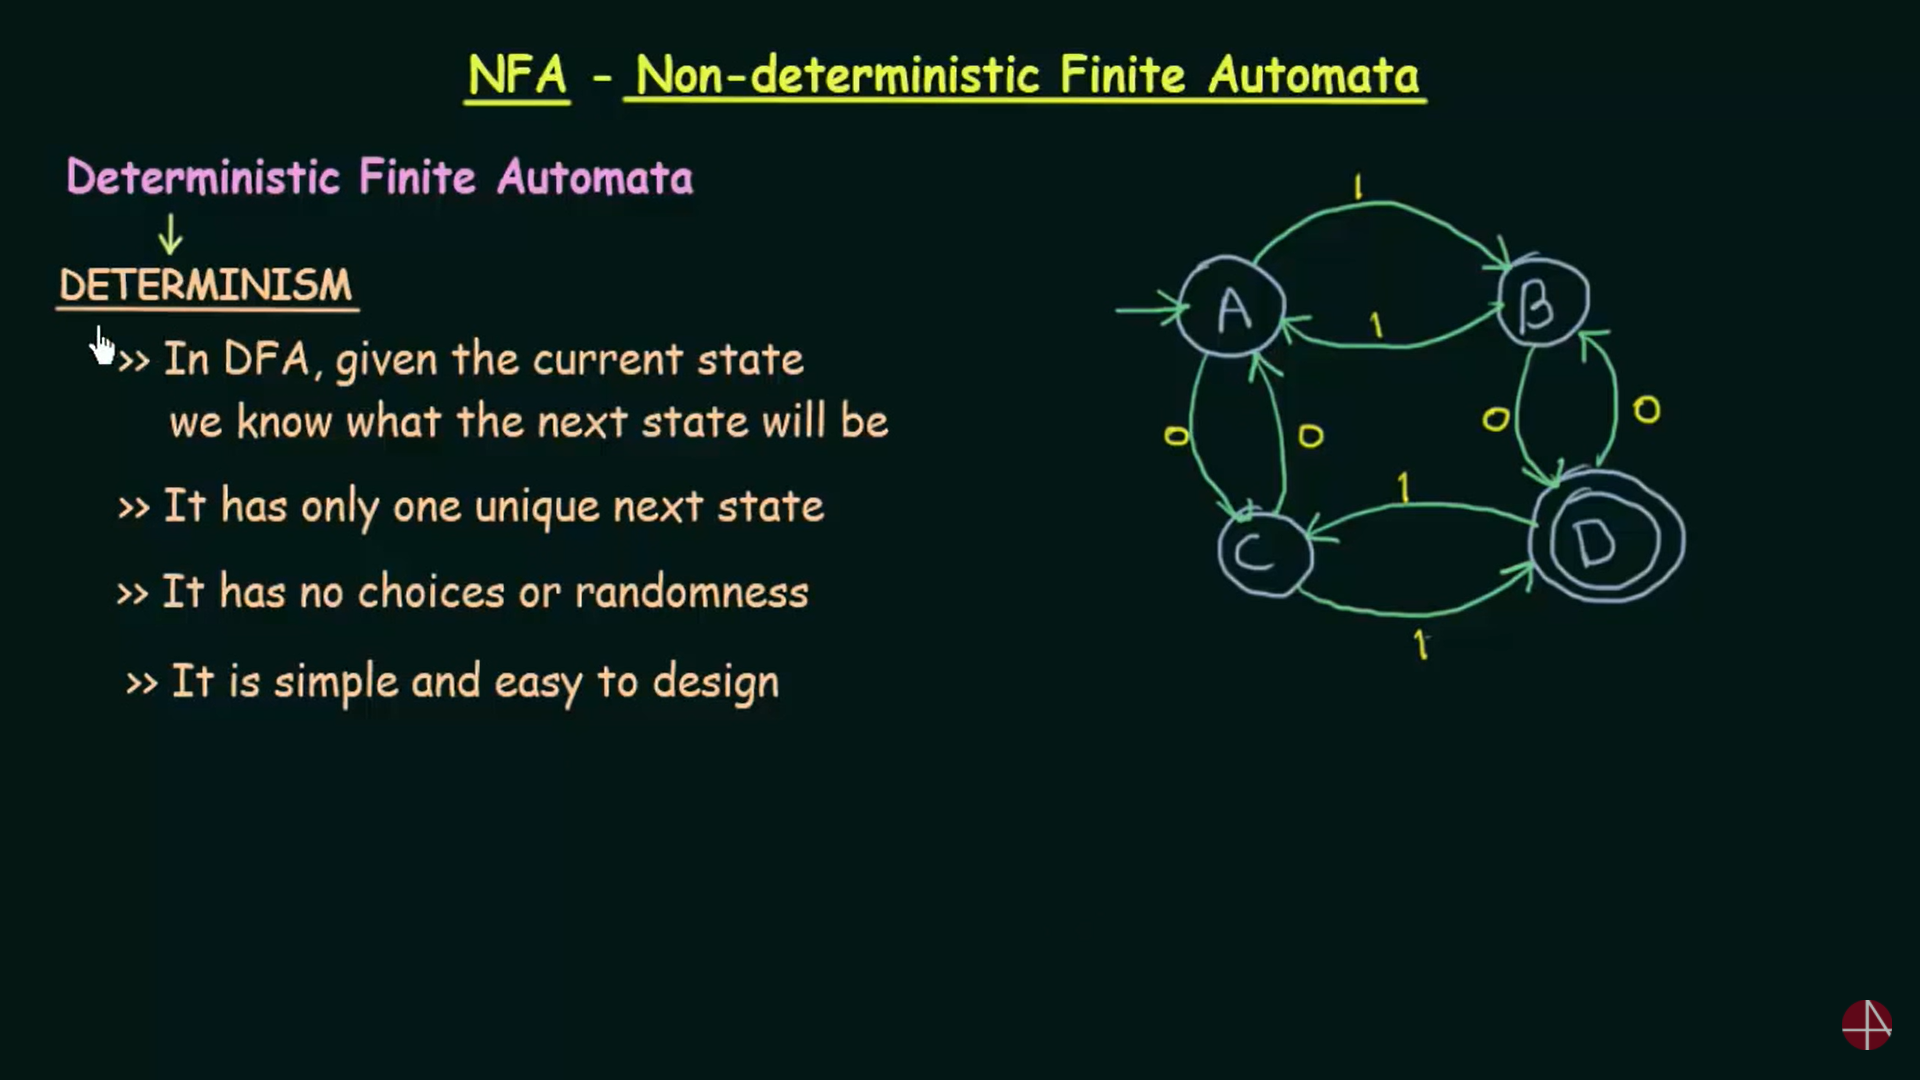 NFA - Non-deterministic Finite Automata
Deterministic Finite Automata
DETERMINISM
>> In DFA, given the current state
we know what the next state will be
>> It has only one unique next state
>> It has no choices or randomness
>> It is simple and easy to design
1
A
B
1
0
0
0
0
1
C
D
1